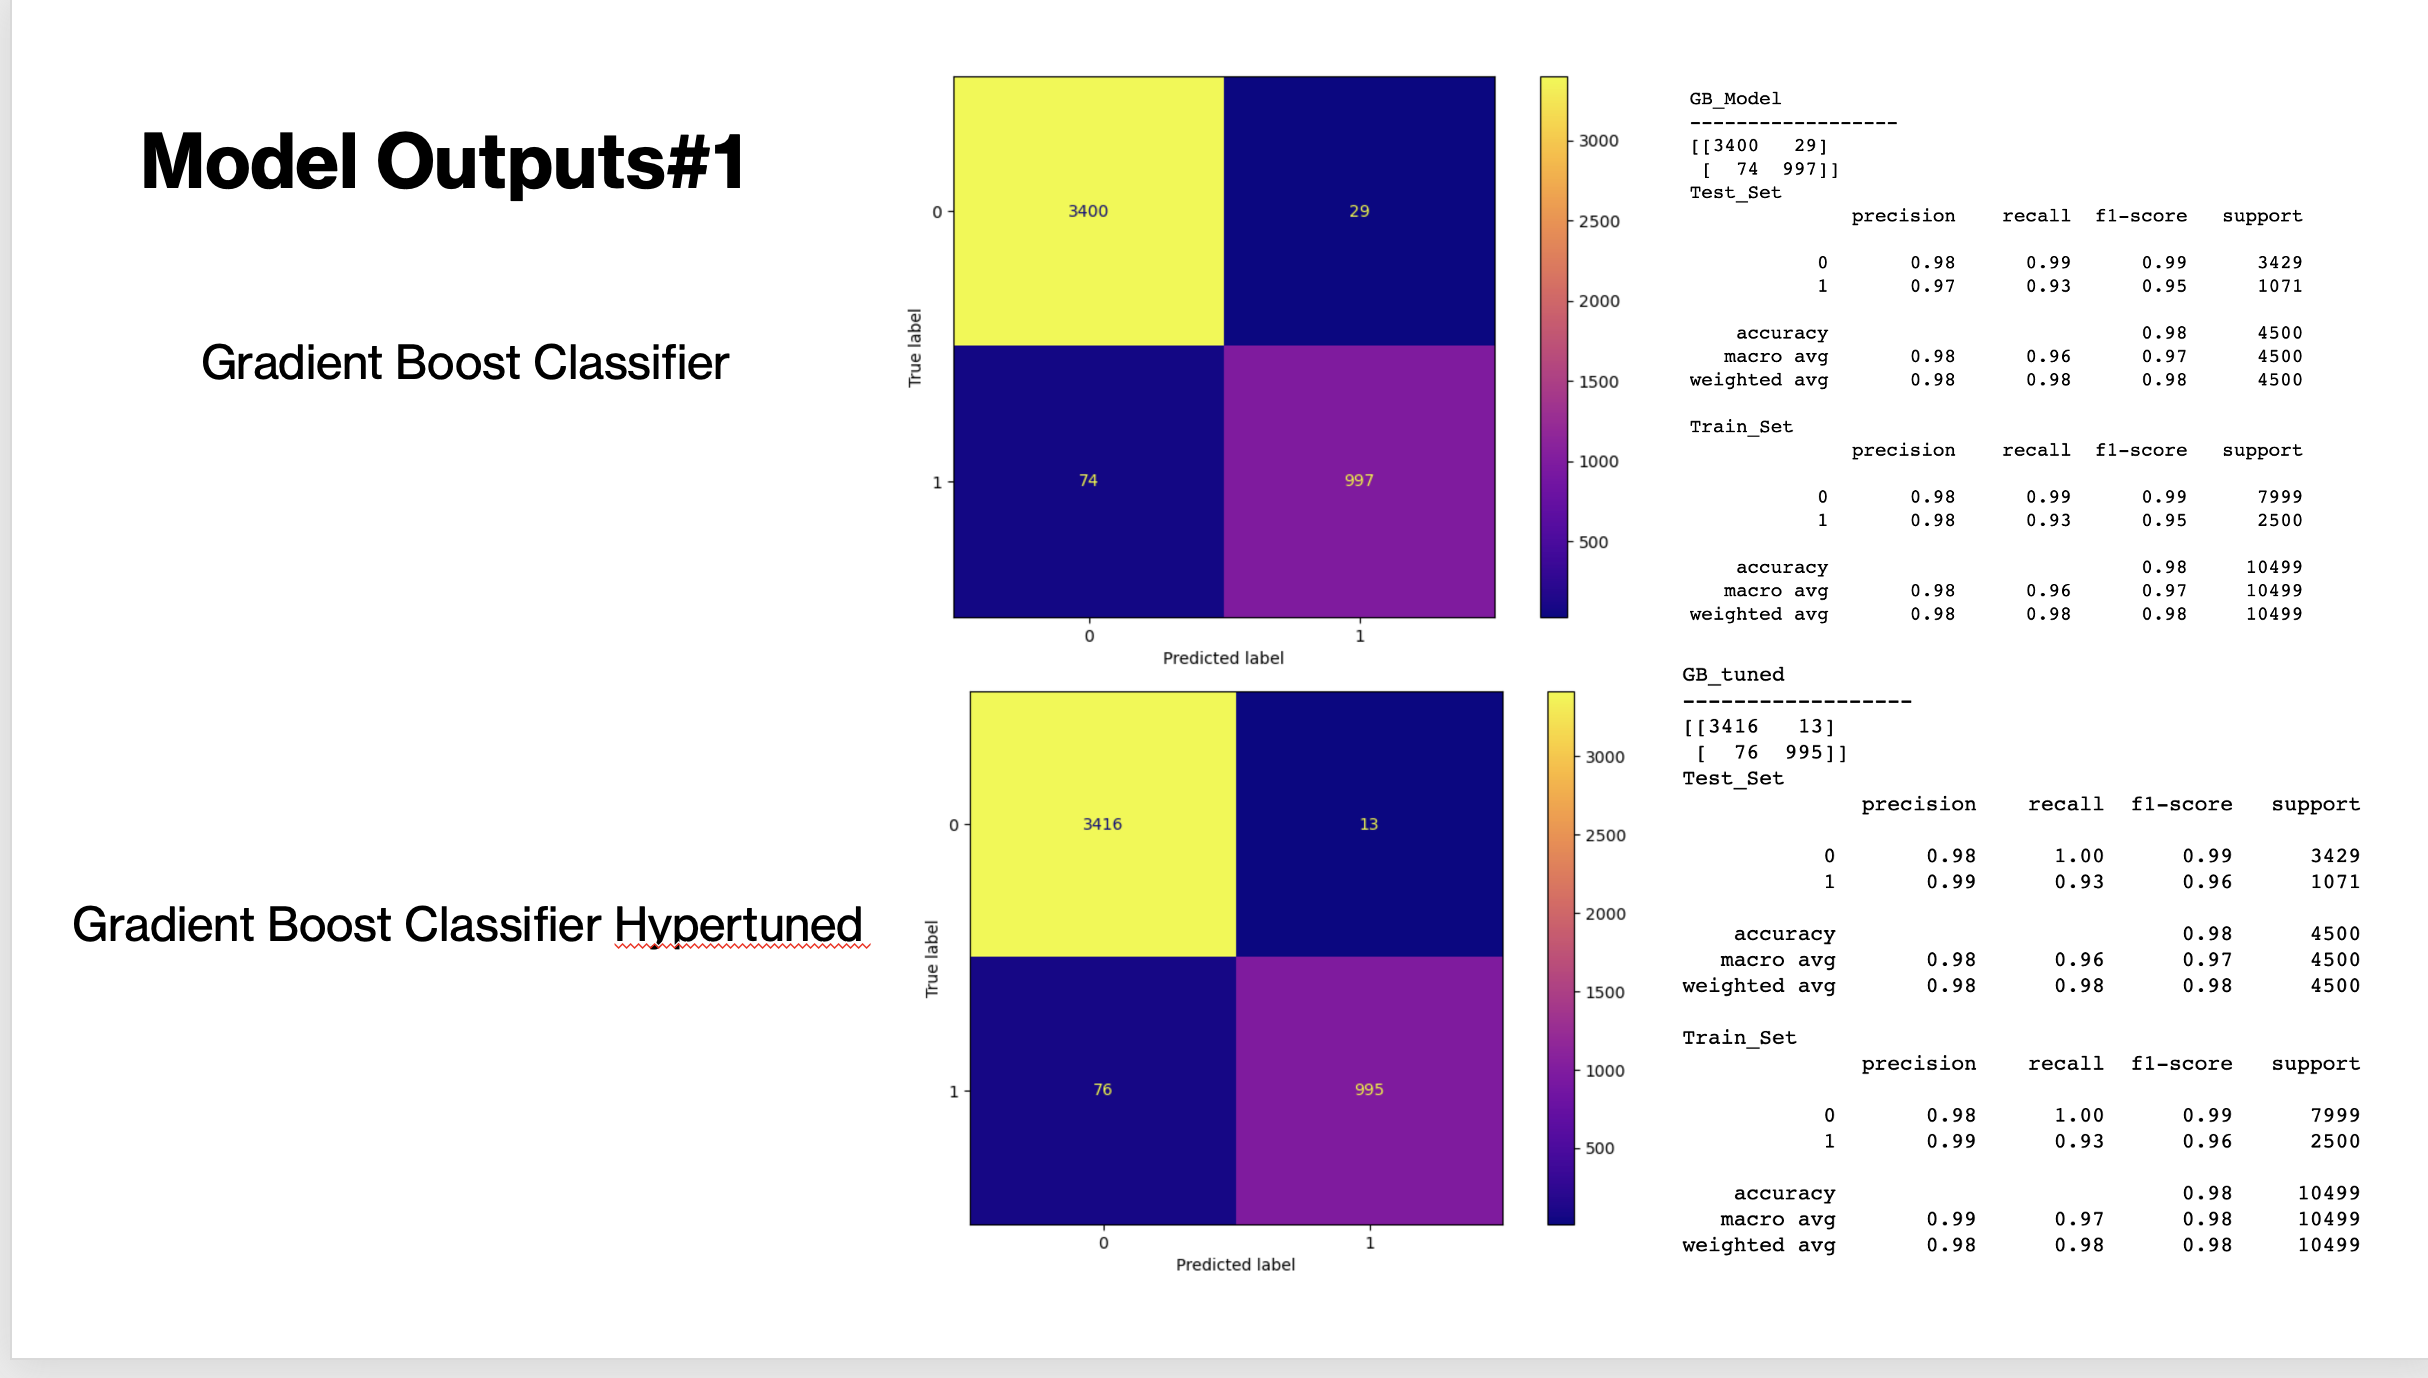 Model Outputs#1
Gradient Boost Classifier
3400 29
74 997
0
1
True label
0 1
Predicted label
3000
2500
2000
1500
1000
500
GB_Model
------------------
[[3400   29]
 [  74  997]]
Test_Set
precision    recall  f1-score   support
0       0.98      0.99      0.99      3429
1       0.97      0.93      0.95      1071
accuracy                           0.98      4500
macro avg       0.98      0.96      0.97      4500
weighted avg       0.98      0.98      0.98      4500
Train_Set
precision    recall  f1-score   support
0       0.98      0.99      0.99      7999
1       0.98      0.93      0.95      2500
accuracy                           0.98     10499
macro avg       0.98      0.96      0.97     10499
weighted avg       0.98      0.98      0.98     10499
Gradient Boost Classifier Hypertuned
3416 13
76 995
0
1
True label
0 1
Predicted label
3000
2500
2000
1500
1000
500
GB_tuned
------------------
[[3416   13]
 [  76  995]]
Test_Set
precision    recall  f1-score   support
0       0.98      1.00      0.99      3429
1       0.99      0.93      0.96      1071
accuracy                           0.98      4500
macro avg       0.98      0.96      0.97      4500
weighted avg       0.98      0.98      0.98      4500
Train_Set
precision    recall  f1-score   support
0       0.98      1.00      0.99      7999
1       0.99      0.93      0.96      2500
accuracy                           0.98     10499
macro avg       0.99      0.97      0.98     10499
weighted avg       0.98      0.98      0.98     10499